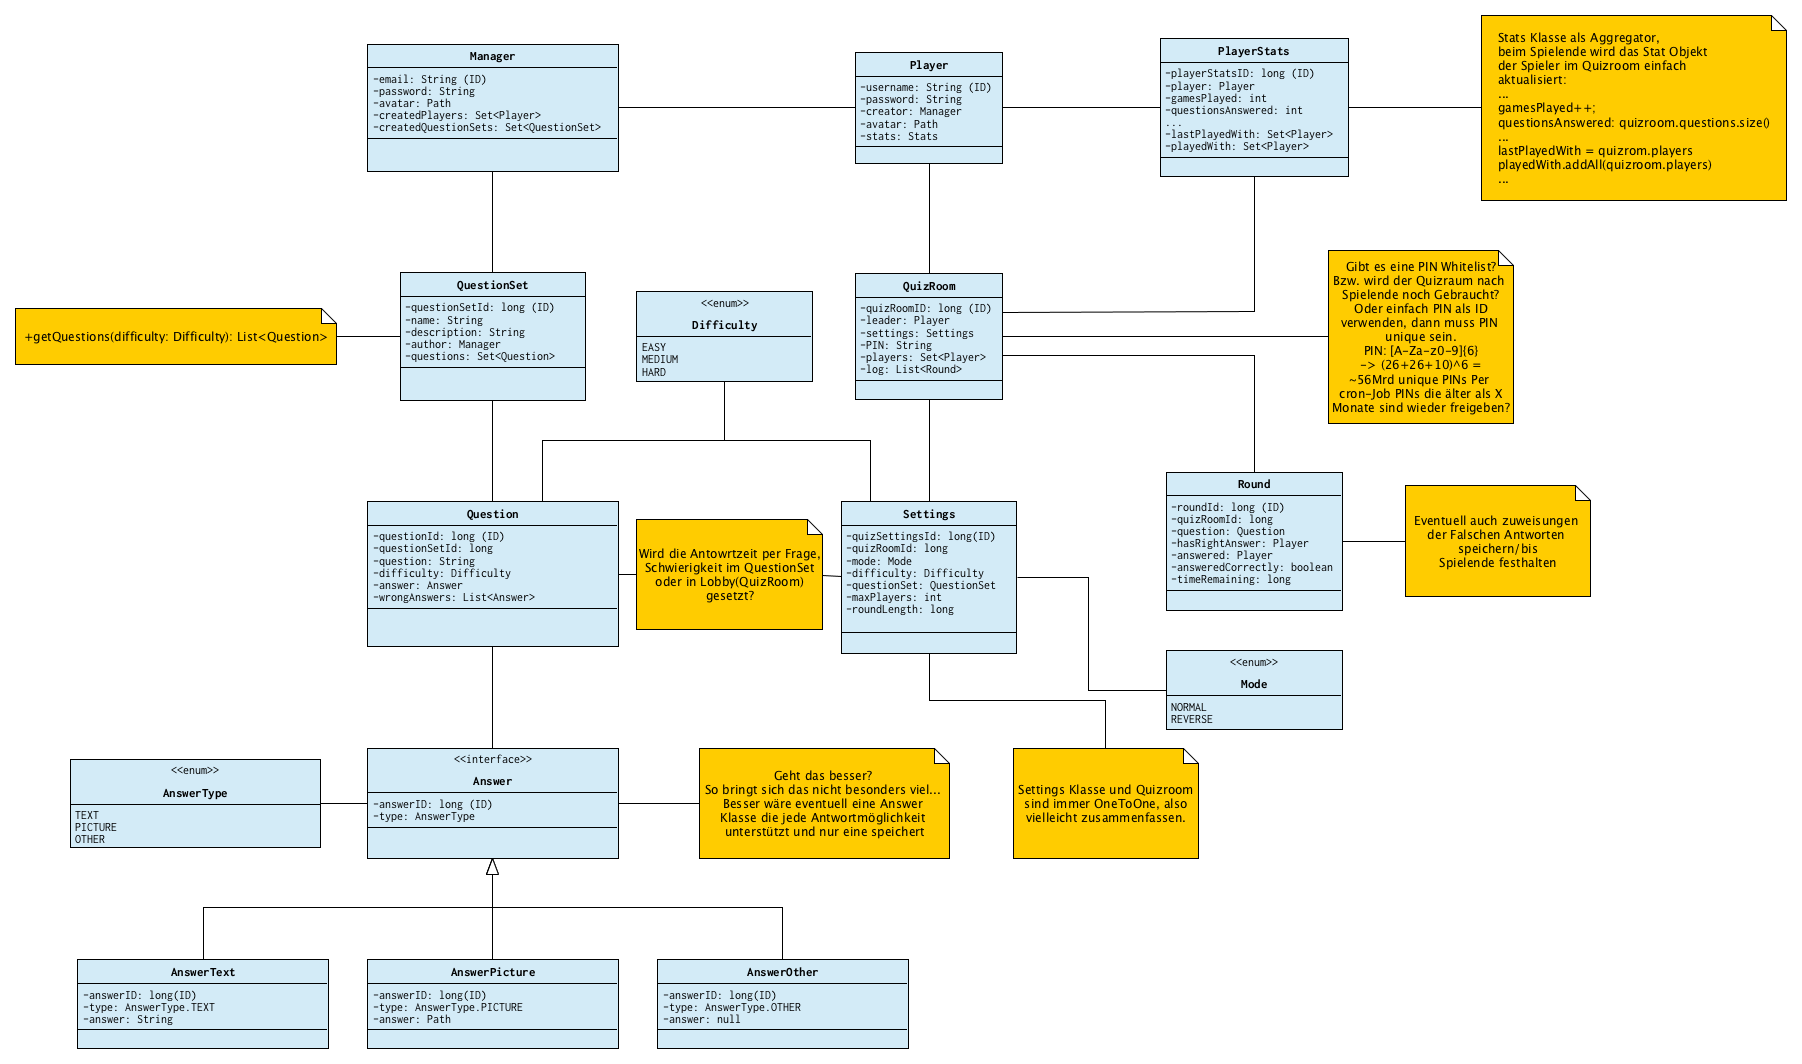 Manager
-email: String (ID)
-password: String
-avatar: Path
-createdPlayers: Set<Player>
-createdQuestionSets: Set<QuestionSet>
Player
-username: String (ID)
-password: String
-creator: Manager
-avatar: Path
-stats: Stats
PlayerStats
-playerStatsID: long (ID)
-player: Player
-gamesPlayed: int
-questionsAnswered: int
...
-lastPlayedWith: Set<Player>
-playedWith: Set<Player>
Stats Klasse als Aggregator,
beim Spielende wird das Stat Objekt
der Spieler im Quizroom einfach
aktualisiert:
...
gamesPlayed++;
questionsAnswered: quizroom.questions.size()
...
lastPlayedWith = quizrom.players
playedWith.addAll(quizroom.players)
...
+getQuestions(difficulty: Difficulty): List<Question>
QuestionSet
-questionSetId: long (ID)
-name: String
-description: String
-author: Manager
-questions: Set<Question>
<<enum>>
Difficulty
EASY
MEDIUM
HARD
QuizRoom
-quizRoomID: long (ID)
-leader: Player
-settings: Settings
-PIN: String
-players: Set<Player>
-log: List<Round>
Gibt es eine PIN Whitelist?
Bzw. wird der Quizraum nach
Spielende noch Gebraucht?
Oder einfach PIN als ID
verwenden, dann muss PIN
unique sein.
PIN: [A-Za-z0-9]{6}
-> (26+26+10)^6 =
~56Mrd unique PINs Per
cron-Job PINs die älter als X
Monate sind wieder freigeben?
Question
-questionId: long (ID)
-questionSetId: long
-question: String
-difficulty: Difficulty
-answer: Answer
-wrongAnswers: List<Answer>
Wird die Antowrtzeit per Frage,
Schwierigkeit im QuestionSet
oder in Lobby(QuizRoom)
gesetzt?
Settings
-quizSettingsId: long(ID)
-quizRoomId: long
-mode: Mode
-difficulty: Difficulty
-questionSet: QuestionSet
-maxPlayers: int
-roundLength: long
Round
-roundId: long (ID)
-quizRoomId: long
-question: Question
-hasRightAnswer: Player
-answered: Player
-answeredCorrectly: boolean
-timeRemaining: long
Eventuell auch zuweisungen
der Falschen Antworten
speichern/bis
Spielende festhalten
<<enum>>
Mode
NORMAL
REVERSE
<<enum>>
AnswerType
TEXT
PICTURE
OTHER
<<interface>>
Answer
-answerID: long (ID)
-type: AnswerType
Geht das besser?
So bringt sich das nicht besonders viel...
Besser wäre eventuell eine Answer
Klasse die jede Antwortmöglichkeit
unterstützt und nur eine speichert
Settings Klasse und Quizroom
sind immer OneToOne, also
vielleicht zusammenfassen.
AnswerText
-answerID: long(ID)
-type: AnswerType.TEXT
-answer: String
AnswerPicture
-answerID: long(ID)
-type: AnswerType.PICTURE
-answer: Path
AnswerOther
-answerID: long(ID)
-type: AnswerType.OTHER
-answer: null